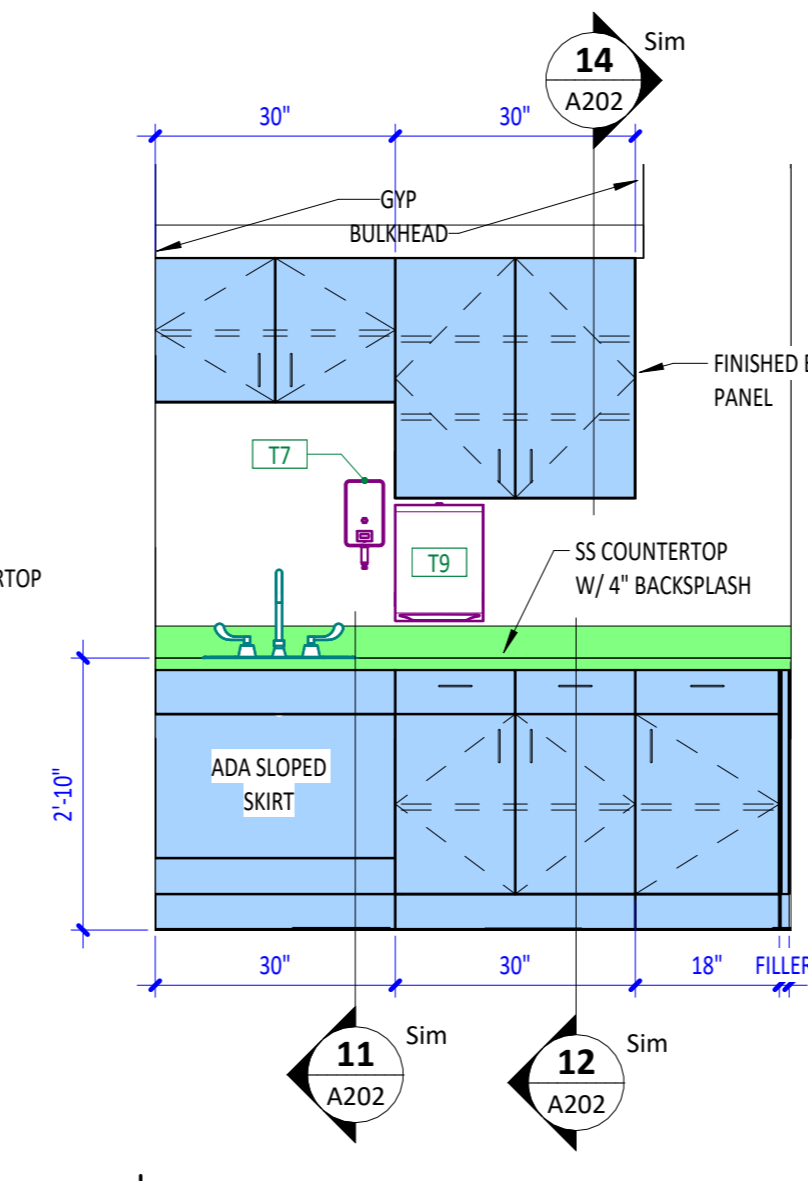 14
A202
Sim
30"
30"
GYP
BULKHEAD
FINISHED
PANEL
T7
T9
SS COUNTERTOP
W/ 4" BACKSPLASH
RTOP
ADA SLOPED
SKIRT
2'-10"
30"
30"
18"
FILLER
11
A202
Sim
12
A202
Sim